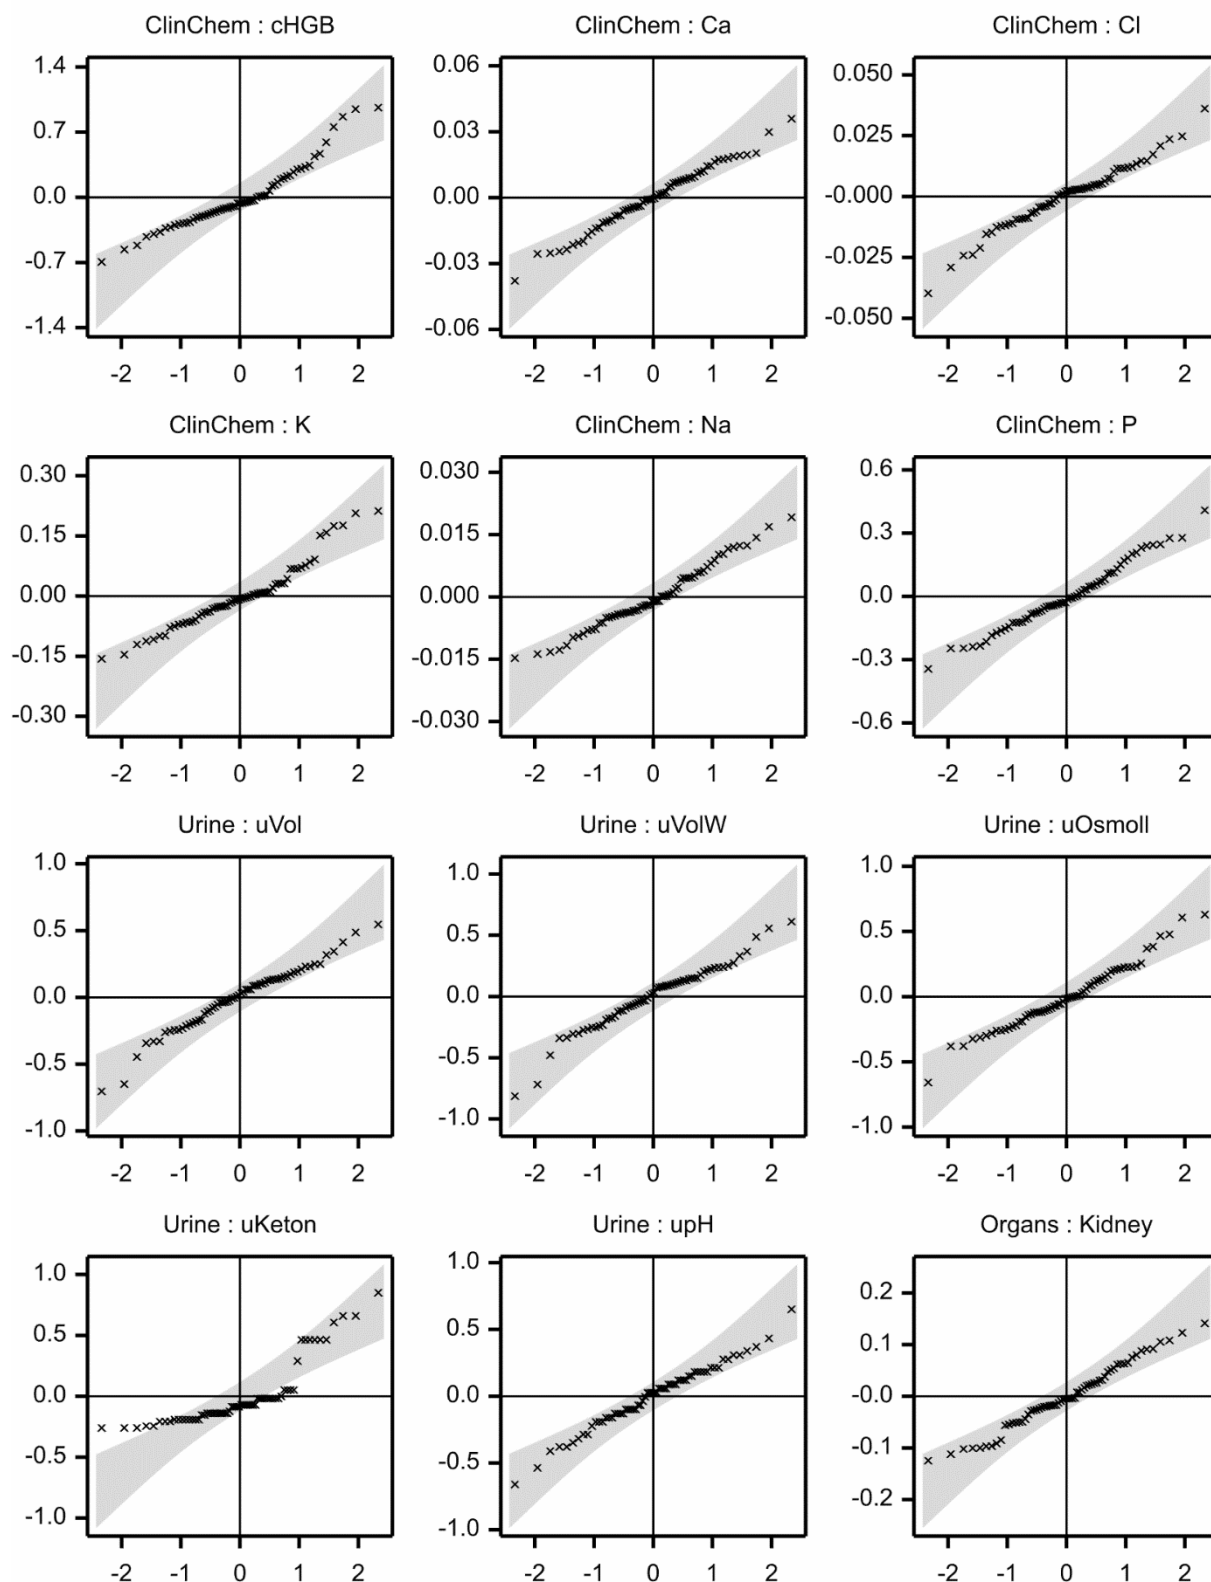 ClinChem : cHGB ClinChem : Ca ClinChem : Cl
1.4 0.06 0.050
0.7 0.03 0.025
0.0 0.00 -0.000
-0.7 -0.03 -0.025
-1.4 -0.06 -0.050
-2 -1 0 1 2 -2 -1 0 1 2 -2 -1 0 1 2
ClinChem : K ClinChem : Na ClinChem : P
0.30 0.030 0.6
0.15 0.015 0.3
0.00 0.000 0.0
-0.15 -0.015 -0.3
-0.30 -0.030 -0.6
-2 -1 0 1 2 -2 -1 0 1 2 -2 -1 0 1 2
Urine : uVol Urine : uVolW Urine : uOsmoll
1.0 1.0 1.0
0.5 0.5 0.5
0.0 0.0 0.0
-0.5 -0.5 -0.5
-1.0 -1.0 -1.0
-2 -1 0 1 2 -2 -1 0 1 2 -2 -1 0 1 2
Urine : uKeton Urine : upH Organs : Kidney
1.0 1.0 0.2
0.5 0.5 0.1
0.0 0.0 -0.0
-0.5 -0.5 -0.1
-1.0 -1.0 -0.2
-2 -1 0 1 2 -2 -1 0 1 2 -2 -1 0 1 2